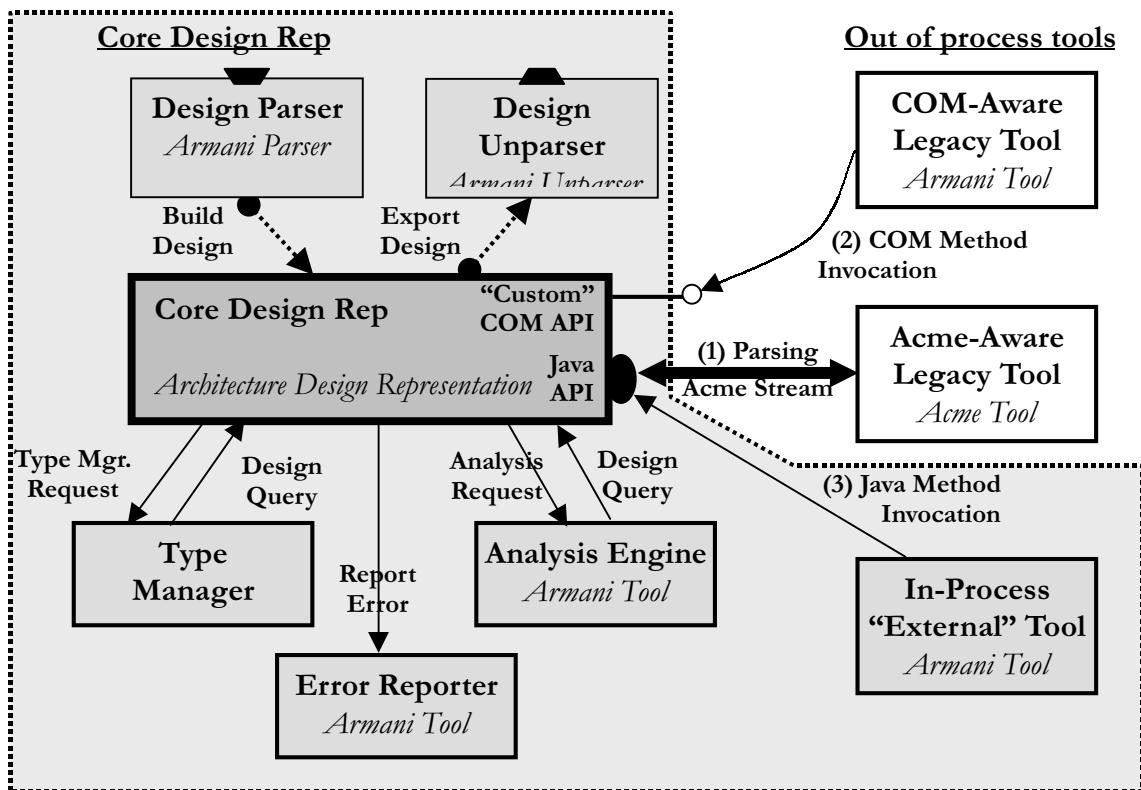 Core Design Rep
Out of process tools
Design Parser
Armani Parser
Design
Unparser
Armani Unparser
COM-Aware
Legacy Tool
Armani Tool
Build
Design
Export
Design
(2) COM Method
Invocation
Core Design Rep
“Custom”
COM API
Architecture Design Representation
Java
API
(1) Parsing
Acme Stream
Acme-Aware
Legacy Tool
Acme Tool
Type Mgr.
Request
Design
Query
Analysis
Request
Design
Query
(3) Java Method
Invocation
Type
Manager
Report
Error
Analysis Engine
Armani Tool
In-Process
“External” Tool
Armani Tool
Error Reporter
Armani Tool